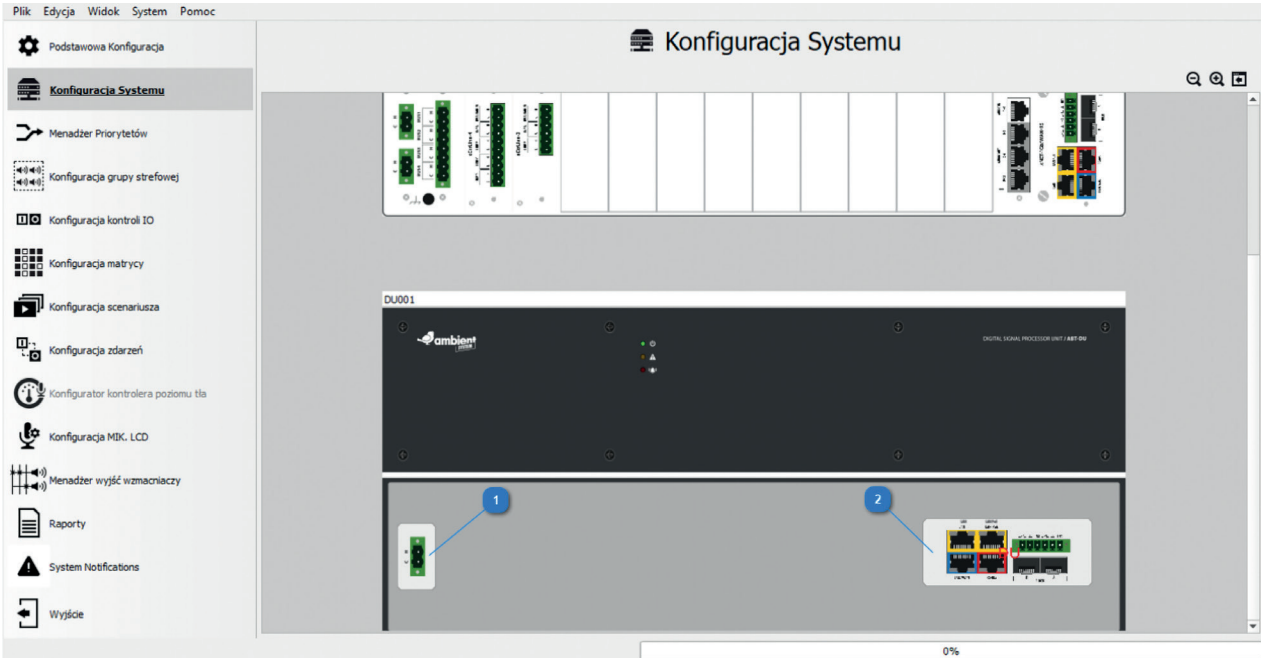 Plik Edycja Widok System Pomoc
Konfiguracja Systemu
Podstawowa Konfiguracja
Konfiguracja Systemu
Menadżer Priorytetów
Konfiguracja grupy strefowej
Konfiguracja kontroli IO
Konfiguracja matrycy
Konfiguracja scenariusza
Konfiguracja zdarzeń
Konfigurator kontrolera poziomu tła
Konfiguracja MIK. LCD
Menadżer wyjść wzmacniaczy
Raporty
System Notifications
Wyjście
DU001
ambient
DIGITAL SIGNAL PROCESSOR UNIT / ABT-DU
1
2
0%